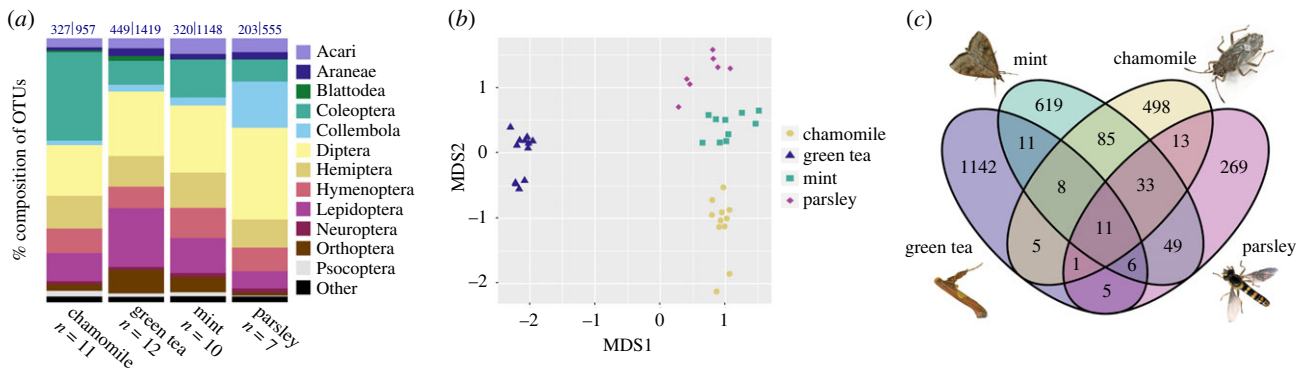 (a)
327|957 449|1419 320|1148 203|555
% composition of OTUs
chamomile
n = 11
green tea
n = 12
mint
n = 10
parsley
n = 7
Acari
Araneae
Blattodea
Coleoptera
Collembola
Diptera
Hemiptera
Hymenoptera
Lepidoptera
Neuroptera
Orthoptera
Psocoptera
Other
(b)
MDS2
1
0
−1
−2
−2 −1 0 1
MDS1
chamomile
green tea
mint
parsley
(c)
mint chamomile
green tea parsley
619 498
1142 11 85 13 269
8 33
11
5 49
1 6
5